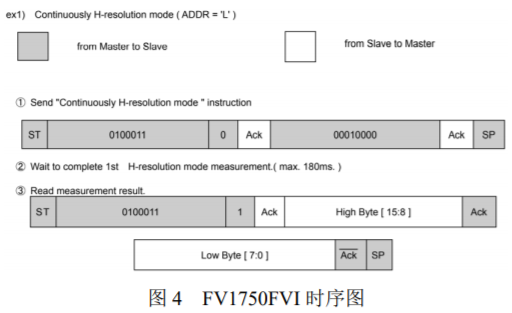 ex1) Continuously H-resolution mode ( ADDR = 'L' )
from Master to Slave
from Slave to Master
① Send "Continuously H-resolution mode " instruction
ST 0100011 0 Ack 00010000 Ack SP
② Wait to complete 1st H-resolution mode measurement.( max. 180ms. )
③ Read measurement result.
ST 0100011 1 Ack High Byte [ 15:8 ] Ack
Low Byte [ 7:0 ] Ack SP
图 4 FV1750FVI 时序图